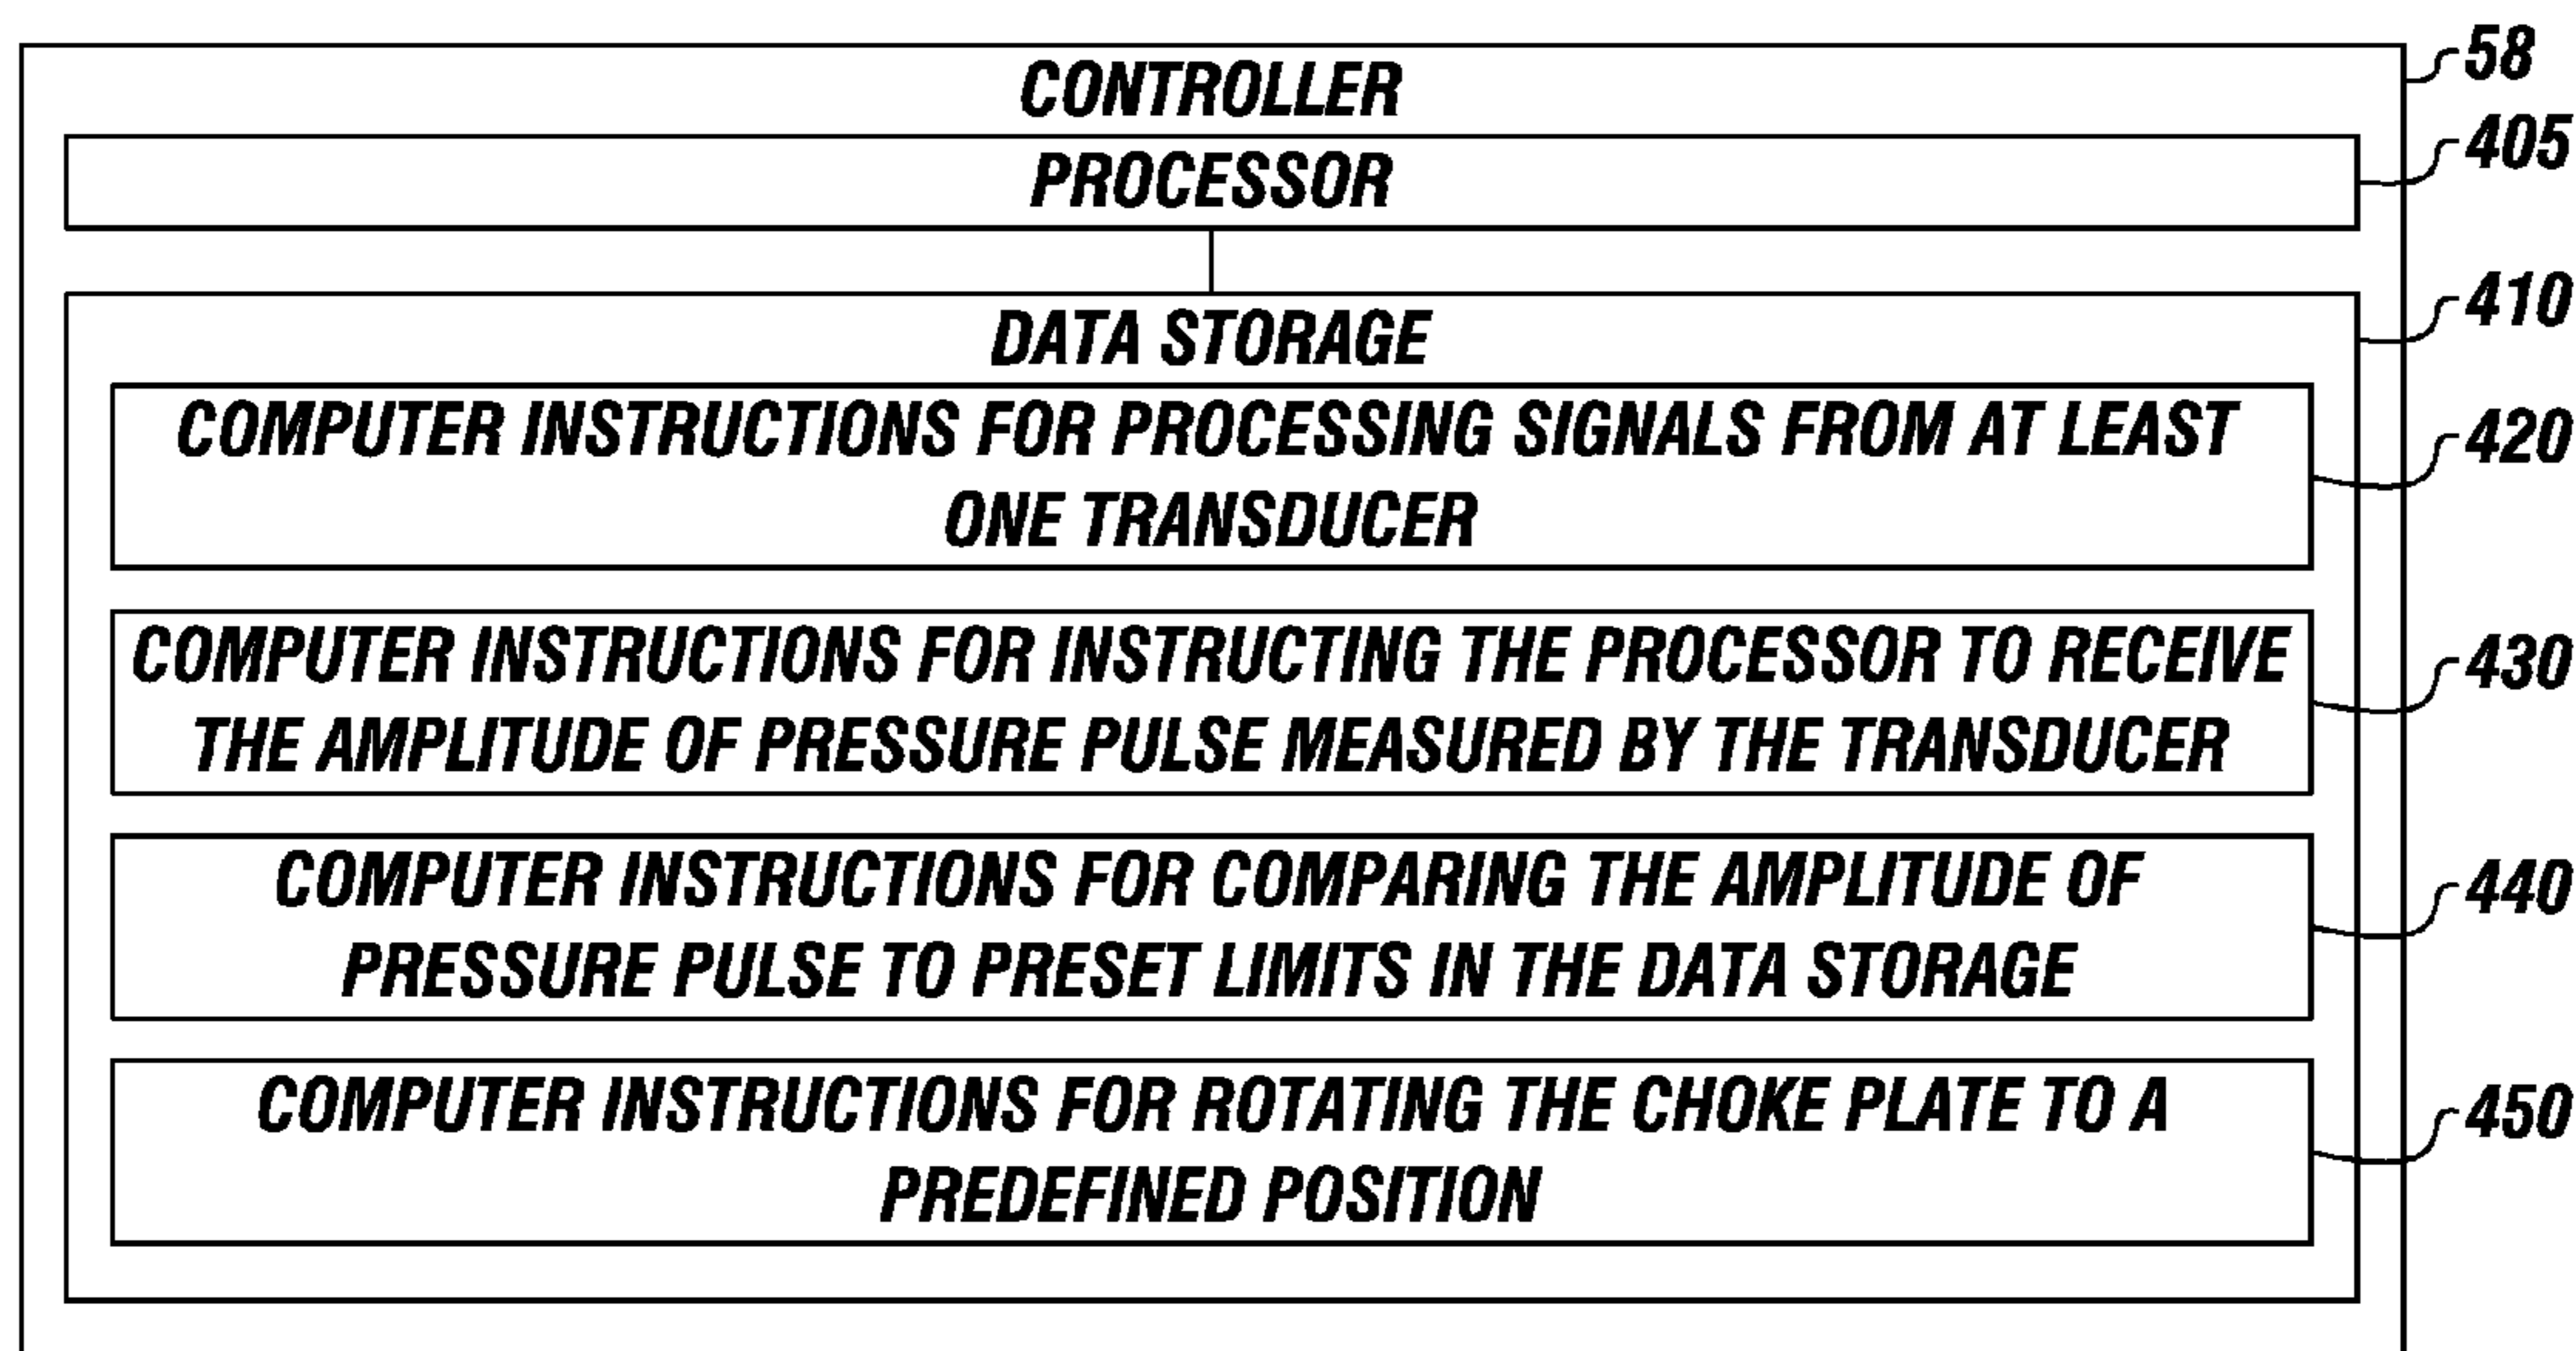 CONTROLLER
58
PROCESSOR
405
DATA STORAGE
410
COMPUTER INSTRUCTIONS FOR PROCESSING SIGNALS FROM AT LEAST
ONE TRANSDUCER
420
COMPUTER INSTRUCTIONS FOR INSTRUCTING THE PROCESSOR TO RECEIVE
THE AMPLITUDE OF PRESSURE PULSE MEASURED BY THE TRANSDUCER
430
COMPUTER INSTRUCTIONS FOR COMPARING THE AMPLITUDE OF
PRESSURE PULSE TO PRESET LIMITS IN THE DATA STORAGE
440
COMPUTER INSTRUCTIONS FOR ROTATING THE CHOKE PLATE TO A
PREDEFINED POSITION
450